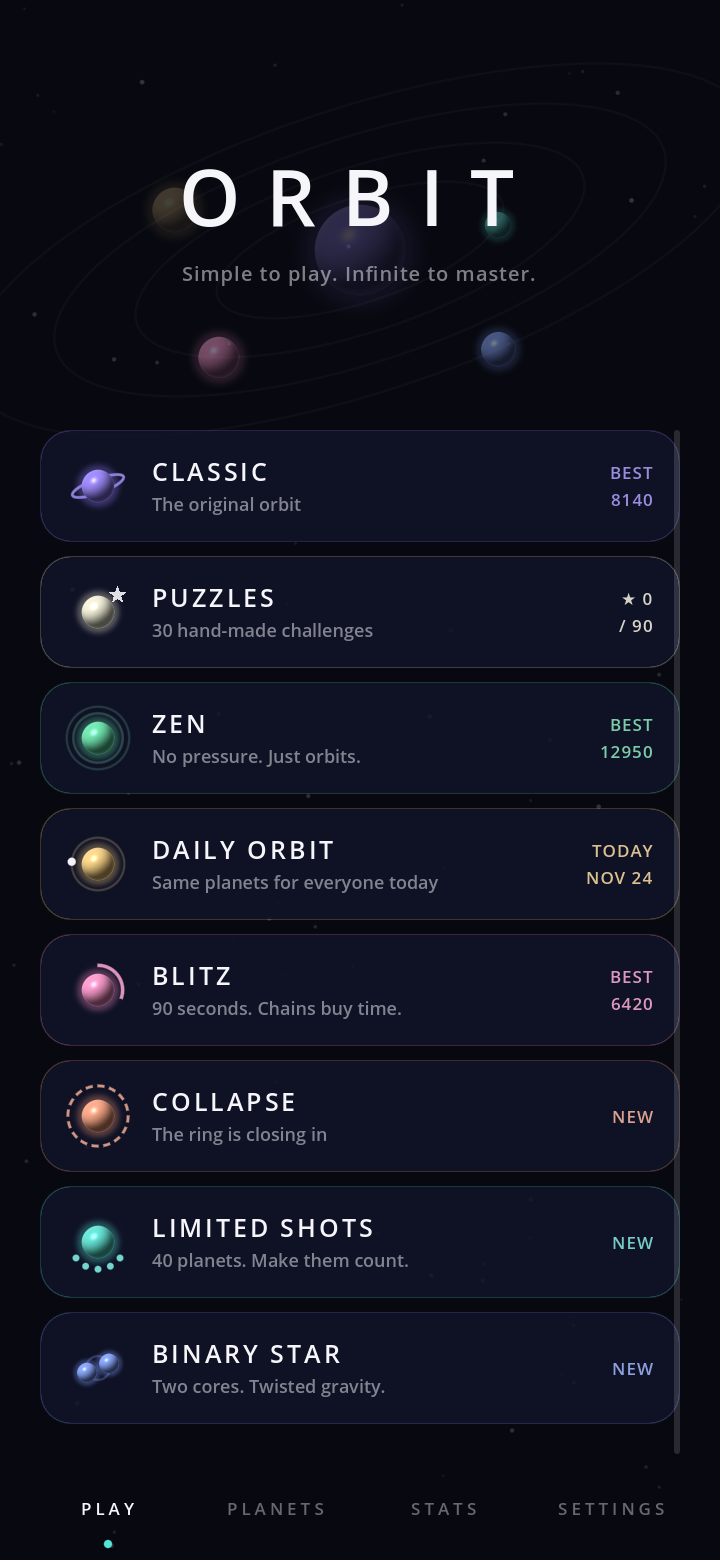 ORBIT
Simple to play. Infinite to master.
CLASSIC
The original orbit
BEST
8140
PUZZLES
30 hand-made challenges
★ 0
/ 90
ZEN
No pressure. Just orbits.
BEST
12950
DAILY ORBIT
Same planets for everyone today
TODAY
NOV 24
BLITZ
90 seconds. Chains buy time.
BEST
6420
COLLAPSE
The ring is closing in
NEW
LIMITED SHOTS
40 planets. Make them count.
NEW
BINARY STAR
Two cores. Twisted gravity.
NEW
PLAY PLANETS STATS SETTINGS